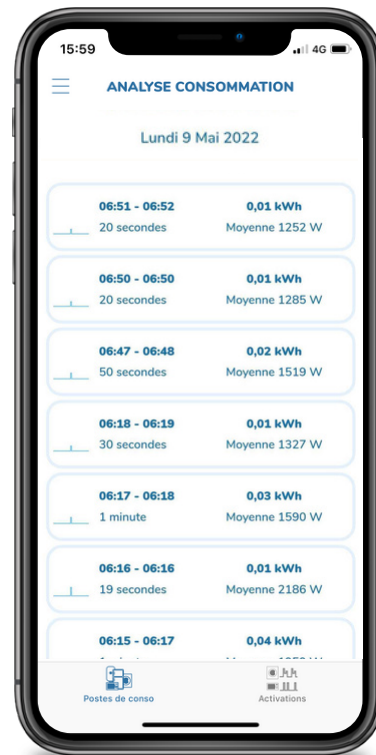 15:59 4G
ANALYSE CONSOMMATION
Lundi 9 Mai 2022
06:51 - 06:52 0,01 kWh
20 secondes Moyenne 1252 W
06:50 - 06:50 0,01 kWh
20 secondes Moyenne 1285 W
06:47 - 06:48 0,02 kWh
50 secondes Moyenne 1519 W
06:18 - 06:19 0,01 kWh
30 secondes Moyenne 1327 W
06:17 - 06:18 0,03 kWh
1 minute Moyenne 1590 W
06:16 - 06:16 0,01 kWh
19 secondes Moyenne 2186 W
06:15 - 06:17 0,04 kWh
Postes de conso Activations